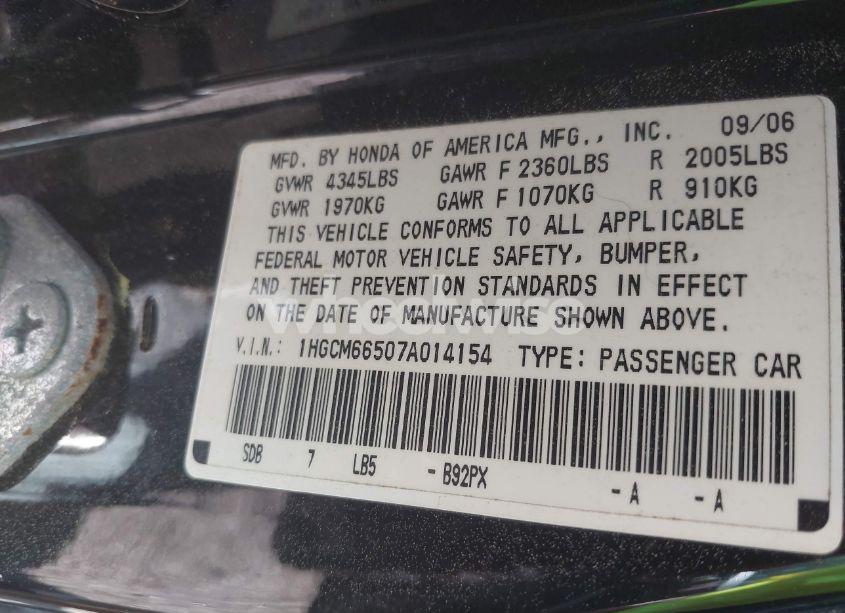 MFD. BY HONDA OF AMERICA MFG., INC. 09/06
GVWR 4345LBS GAWR F 2360LBS R 2005LBS
GVWR 1970KG GAWR F 1070KG R 910KG
THIS VEHICLE CONFORMS TO ALL APPLICABLE
FEDERAL MOTOR VEHICLE SAFETY, BUMPER,
AND THEFT PREVENTION STANDARDS IN EFFECT
ON THE DATE OF MANUFACTURE SHOWN ABOVE.
wheelwise
V.I.N.: 1HGCM66507A014154 TYPE: PASSENGER CAR
SDB 7 LB5 - B92PX - A - A